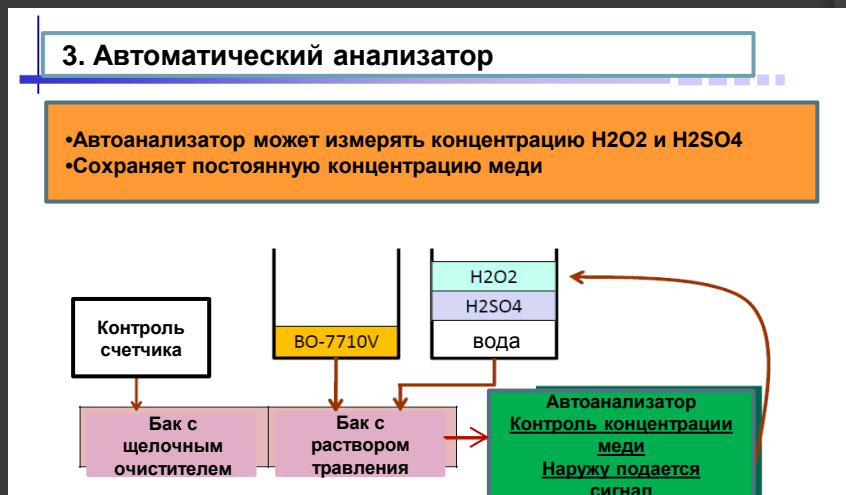 3. Автоматический анализатор
•Автоанализатор может измерять концентрацию H2O2 и H2SO4
•Сохраняет постоянную концентрацию меди
H2O2
H2SO4
вода
BO-7710V
Контроль
счетчика
Бак с
щелочным
очистителем
Бак с
раствором
травления
Автоанализатор
Контроль концентрации
меди
Наружу подается
сигнал